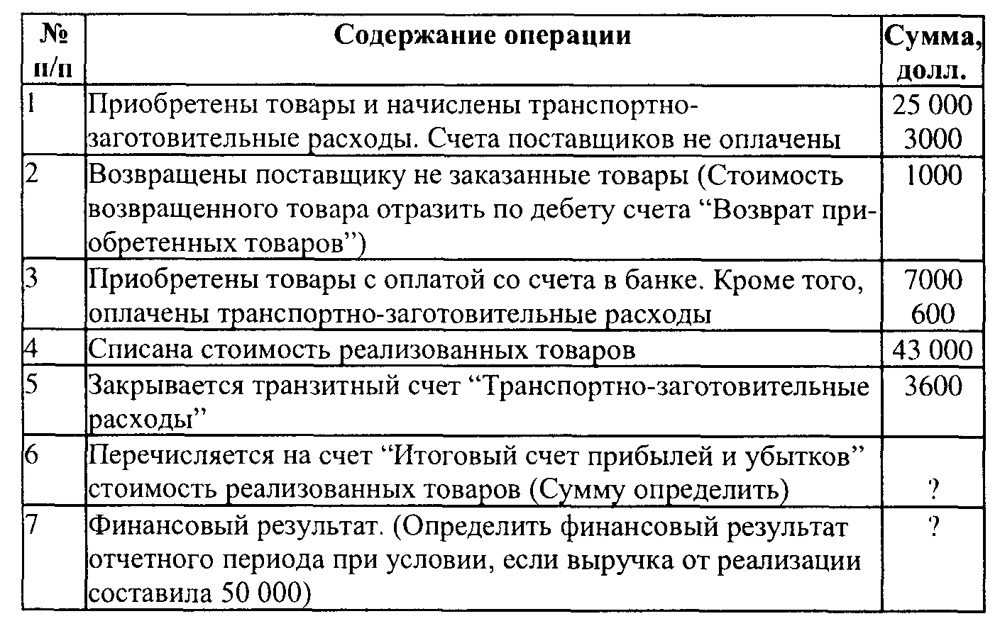 № Содержание операции Сумма,
п/п долл.
1 Приобретены товары и начислены транспортно- 25 000
заготовительные расходы. Счета поставщиков не оплачены 3000
2 Возвращены поставщику не заказанные товары (Стоимость 1000
возвращенного товара отразить по дебету счета “Возврат при-
обретенных товаров”)
3 Приобретены товары с оплатой со счета в банке. Кроме того, 7000
оплачены транспортно-заготовительные расходы 600
4 Списана стоимость реализованных товаров 43 000
5 Закрывается транзитный счет “Транспортно-заготовительные 3600
расходы”
6 Перечисляется на счет “Итоговый счет прибылей и убытков”
стоимость реализованных товаров (Сумму определить) ?
7 Финансовый результат. (Определить финансовый результат ?
отчетного периода при условии, если выручка от реализации
составила 50 000)